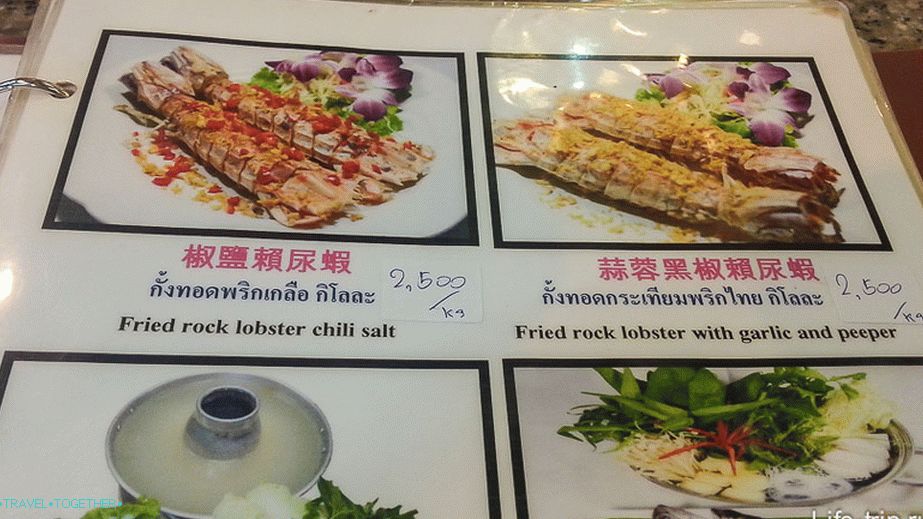 椒鹽賴尿蝦
กั้งทอดพริกเกลือ กิโลละ
2,500
/kg
Fried rock lobster chili salt
蒜蓉黑椒賴尿蝦
กั้งทอดกระเทียมพริกไทย กิโลละ
2,500
/kg
Fried rock lobster with garlic and peeper
•TRAVEL•TOGETHER•